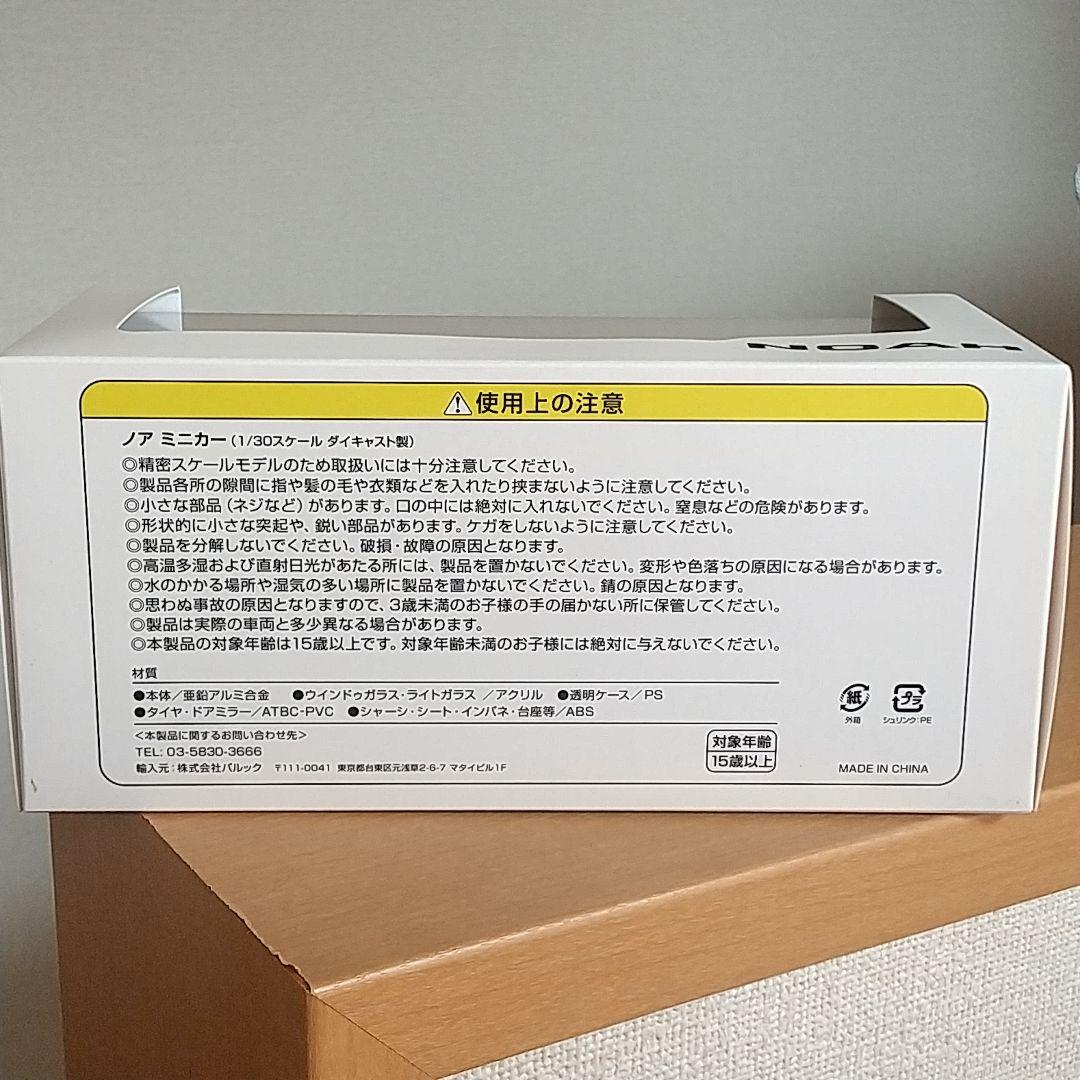 NOAH
使用上の注意
ノア ミニカー(1/30スケール ダイキャスト製)
◎精密スケールモデルのため取扱いには十分注意してください。
◎製品各所の隙間に指や髪の毛や衣類などを入れたり挟まないように注意してください。
◎小さな部品(ネジなど)があります。口の中には絶対に入れないでください。窒息などの危険があります。
◎形状的に小さな突起や、鋭い部品があります。ケガをしないように注意してください。
◎製品を分解しないでください。破損・故障の原因となります。
◎高温多湿および直射日光があたる所には、製品を置かないでください。変形や色落ちの原因になる場合があります。
◎水のかかる場所や湿気の多い場所に製品を置かないでください。錆の原因となります。
◎思わぬ事故の原因となりますので、3歳未満のお子様の手の届かない所に保管してください。
◎製品は実際の車両と多少異なる場合があります。
◎本製品の対象年齢は15歳以上です。対象年齢未満のお子様には絶対に与えないでください。
材質
●本体/亜鉛アルミ合金 ●ウインドゥガラス・ライトガラス /アクリル ●透明ケース/PS
●タイヤ・ドアミラー/ATBC-PVC ●シャーシ・シート・インパネ・台座等/ABS
<本製品に関するお問い合わせ先>
TEL: 03-5830-3666
輸入元:株式会社バルック 〒111-0041 東京都台東区元浅草2-6-7 マタイビル1F
対象年齢
15歳以上
紙
外箱
プラ
シュリンク:PE
MADE IN CHINA